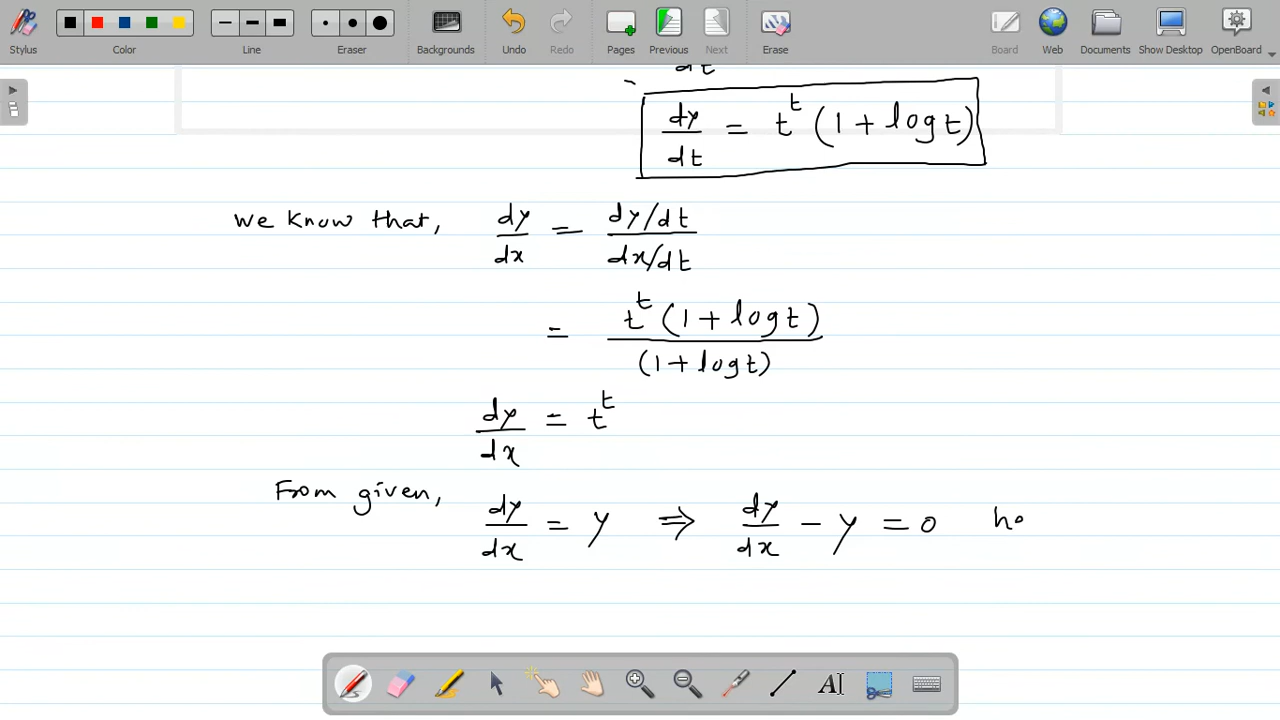 Stylus Color Line Eraser Backgrounds Undo Redo Pages Previous Next Erase Board Web Documents Show Desktop OpenBoard
dt
dy/dt = t^t (1 + log t)
We know that, dy/dx = (dy/dt)/(dx/dt)
= t^t (1 + log t)/(1 + log t)
dy/dx = t^t
From given, dy/dx = y ⇒ dy/dx - y = 0 ho